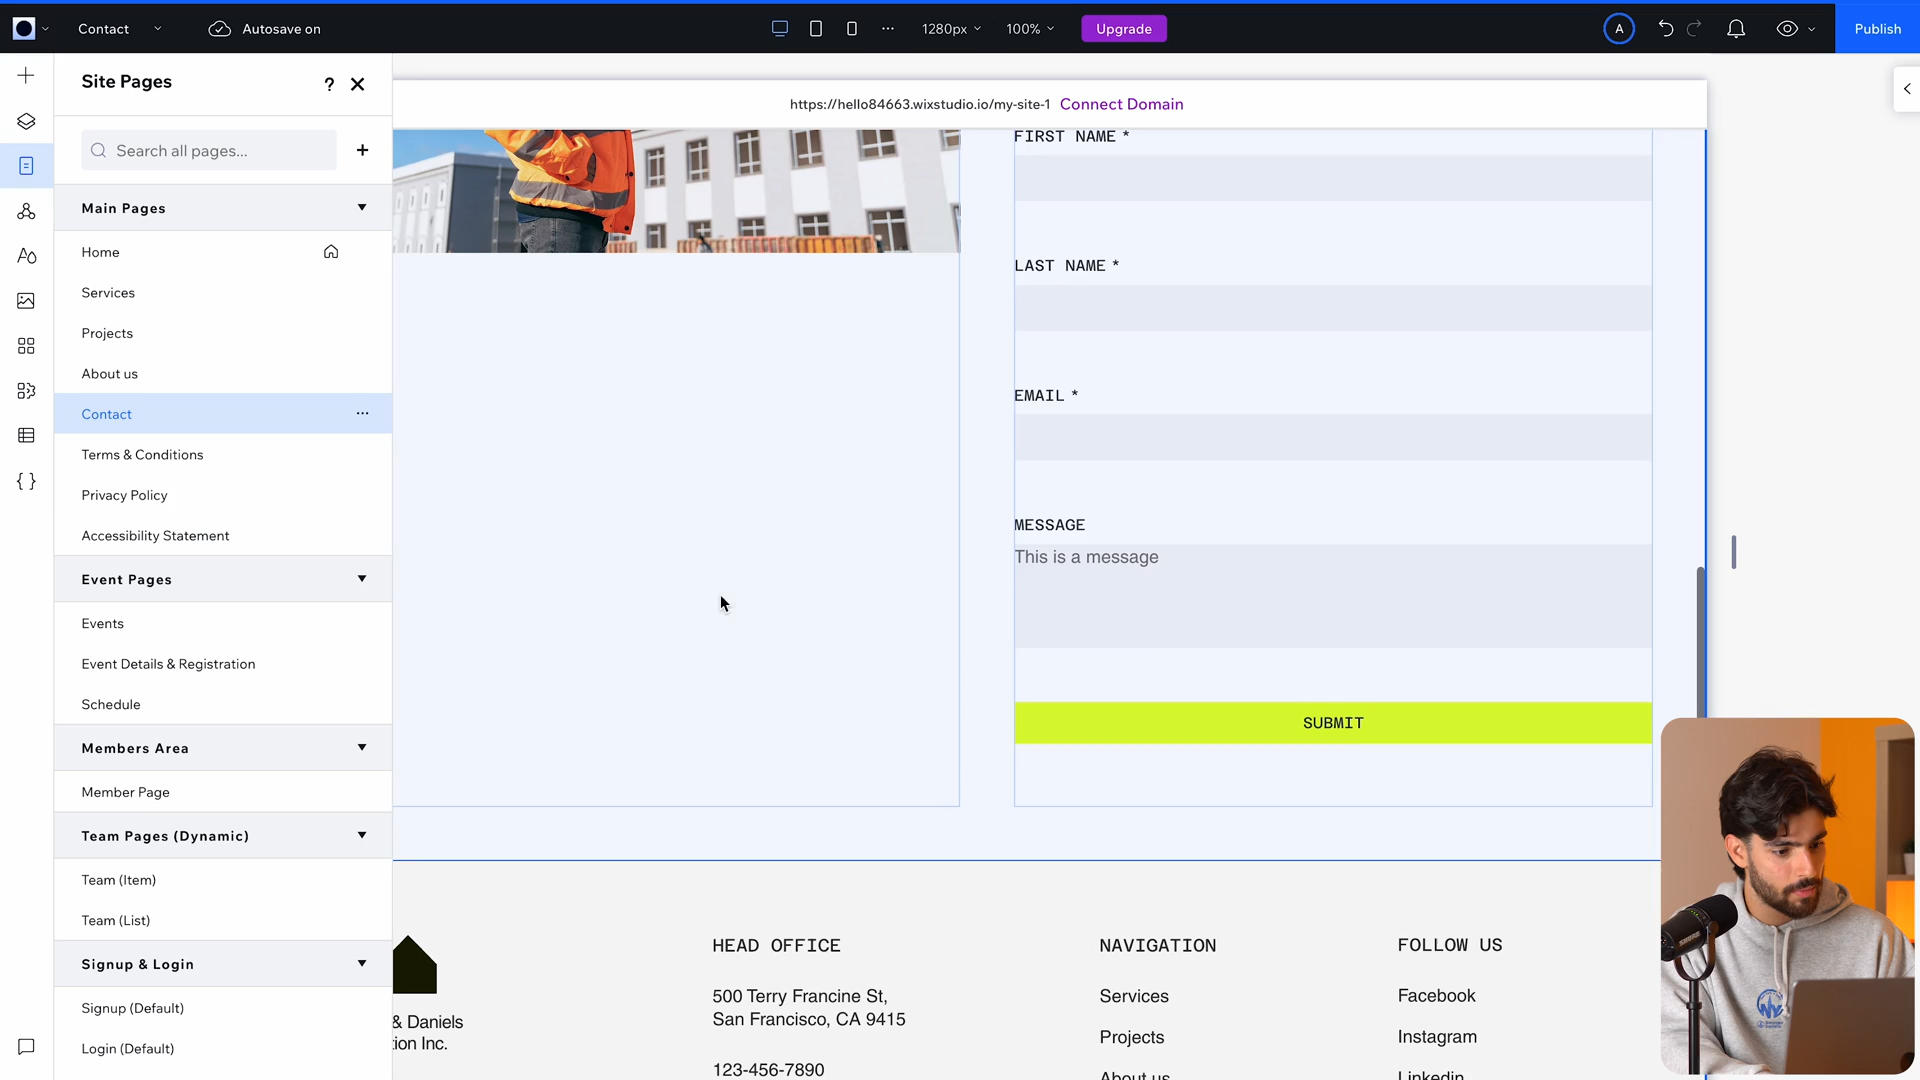 Contact
Autosave on
1280px
100%
Upgrade
A
Publish
Site Pages
?
Search all pages...
Main Pages
Home
Services
Projects
About us
Contact
Terms & Conditions
Privacy Policy
Accessibility Statement
Event Pages
Events
Event Details & Registration
Schedule
Members Area
Member Page
Team Pages (Dynamic)
Team (Item)
Team (List)
Signup & Login
Signup (Default)
Login (Default)
https://hello84663.wixstudio.io/my-site-1 Connect Domain
FIRST NAME *
LAST NAME *
EMAIL *
MESSAGE
This is a message
SUBMIT
& Daniels
tion Inc.
HEAD OFFICE
500 Terry Francine St,
San Francisco, CA 9415
123-456-7890
NAVIGATION
Services
Projects
About us
FOLLOW US
Facebook
Instagram
Linkedin